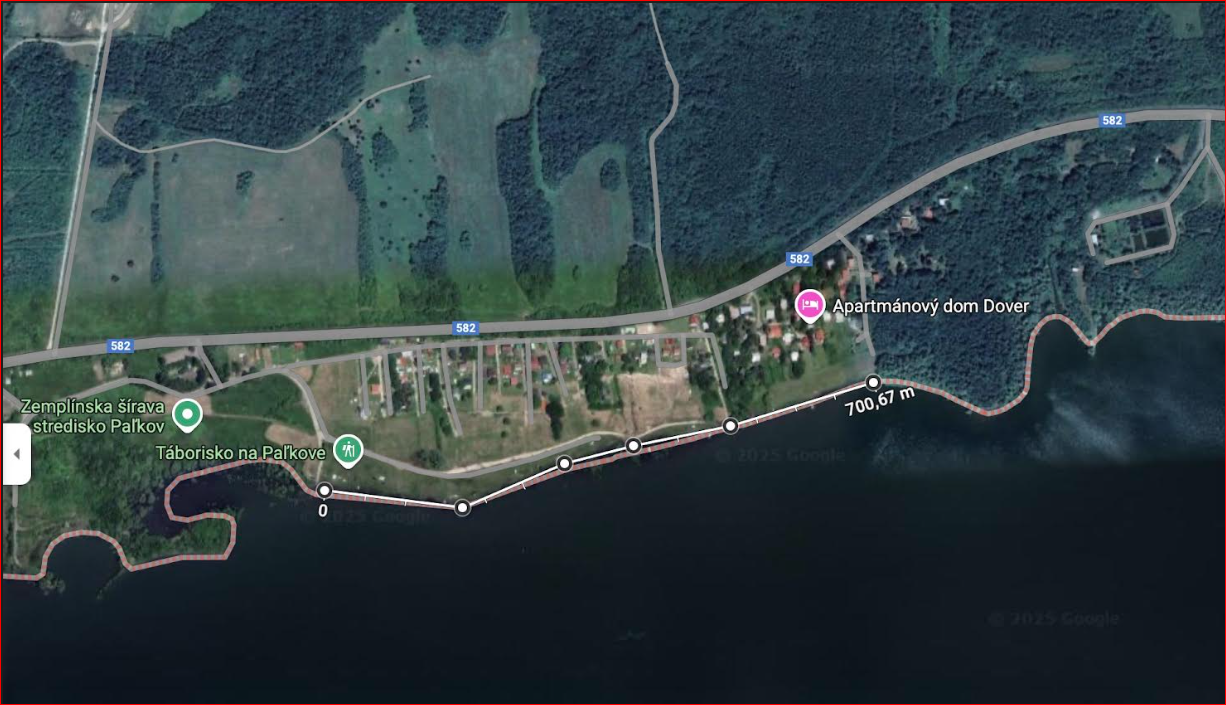 582
582
Apartmánový dom Dover
582
582
Zemplínska šírava
stredisko Paľkov
700,67 m
Táborisko na Paľkove
0
© 2025 Google
© 2025 Google
© 2025 Google